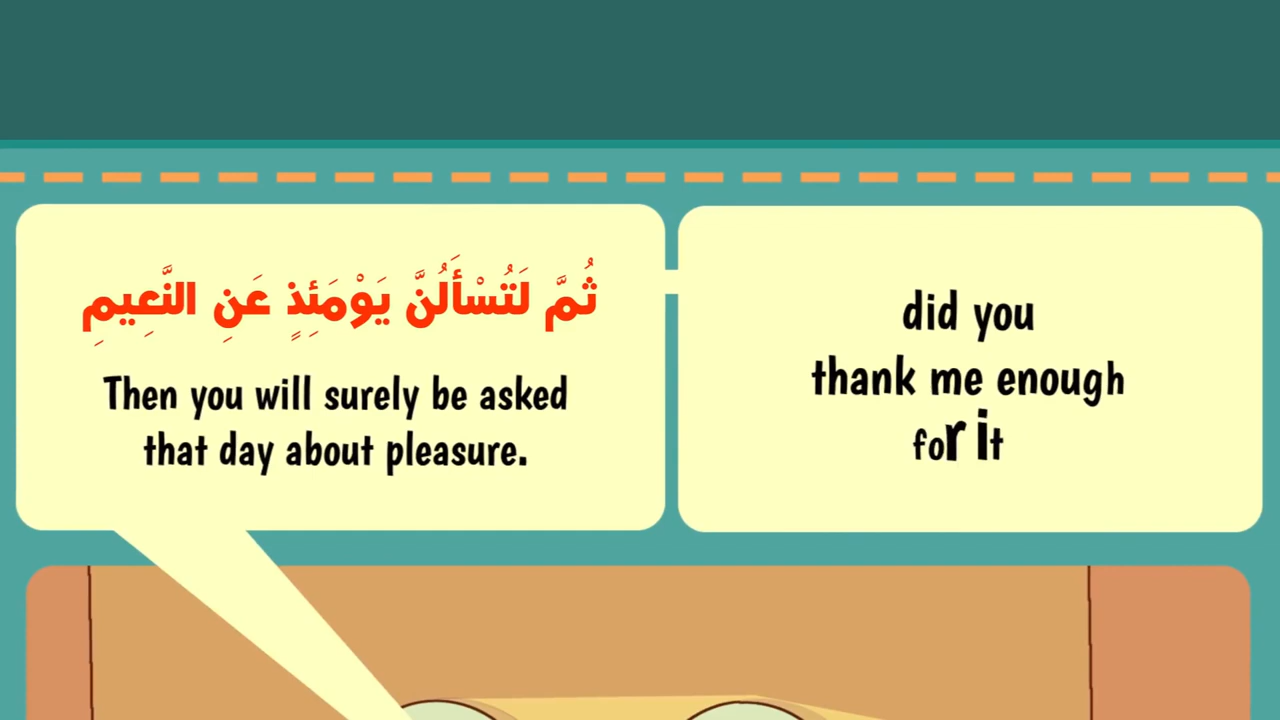 ثُمَّ لَتُسْأَلُنَّ يَوْمَئِذٍ عَنِ النَّعِيمِ
Then you will surely be asked
that day about pleasure.
did you
thank me enough
for it